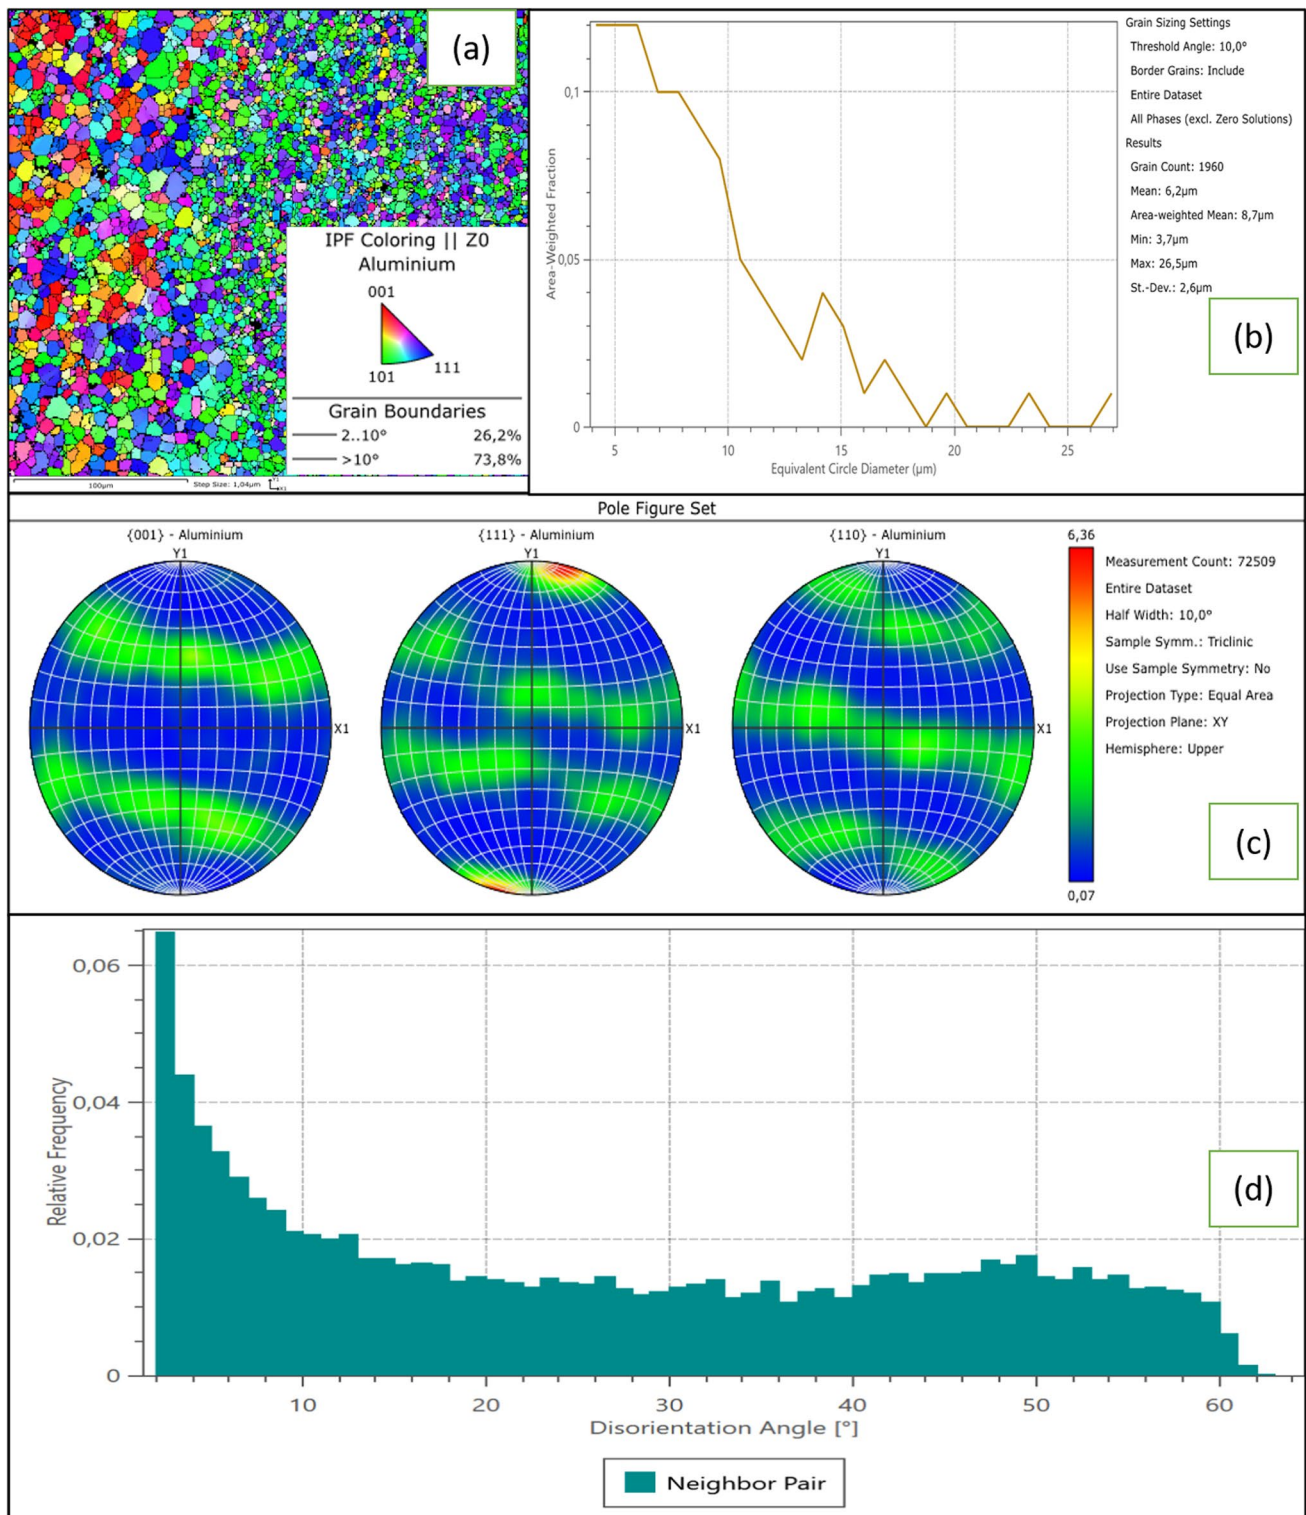 (a)
IPF Coloring || Z0
Aluminium
001
101
111
Grain Boundaries
2..10° 26,2%
>10° 73,8%
100µm
Step Size: 1,04µm
Y1
X1
Area-Weighted Fraction
0,1
0,05
0
5 10 15 20 25
Equivalent Circle Diameter (µm)
Grain Sizing Settings
Threshold Angle: 10,0°
Border Grains: Include
Entire Dataset
All Phases (excl. Zero Solutions)
Results
Grain Count: 1960
Mean: 6,2µm
Area-weighted Mean: 8,7µm
Min: 3,7µm
Max: 26,5µm
St.-Dev.: 2,6µm
(b)
Pole Figure Set
{001} - Aluminium
Y1
X1
{111} - Aluminium
Y1
X1
{110} - Aluminium
Y1
X1
6,36
0,07
Measurement Count: 72509
Entire Dataset
Half Width: 10,0°
Sample Symm.: Triclinic
Use Sample Symmetry: No
Projection Type: Equal Area
Projection Plane: XY
Hemisphere: Upper
(c)
Relative Frequency
0,06
0,04
0,02
0
(d)
10 20 30 40 50 60
Disorientation Angle [°]
Neighbor Pair